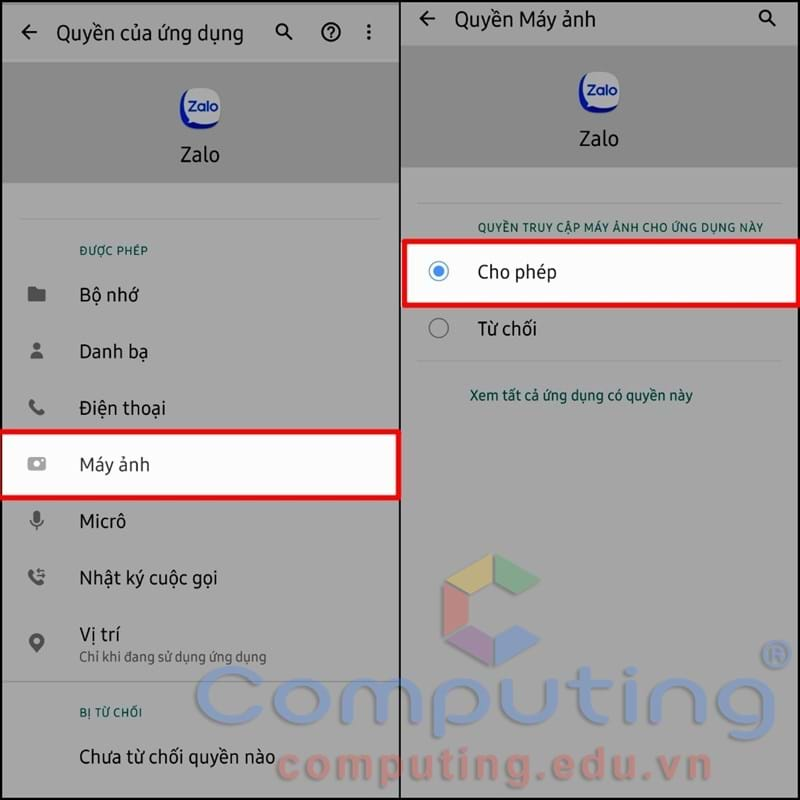 Quyền của ứng dụng
Zalo
Zalo
ĐƯỢC PHÉP
Bộ nhớ
Danh bạ
Điện thoại
Máy ảnh
Micrô
Nhật ký cuộc gọi
Vị trí
Chỉ khi đang sử dụng ứng dụng
BỊ TỪ CHỐI
Chưa từ chối quyền nào
Quyền Máy ảnh
Zalo
Zalo
QUYỀN TRUY CẬP MÁY ẢNH CHO ỨNG DỤNG NÀY
Cho phép
Từ chối
Xem tất cả ứng dụng có quyền này
Computing®
computing.edu.vn